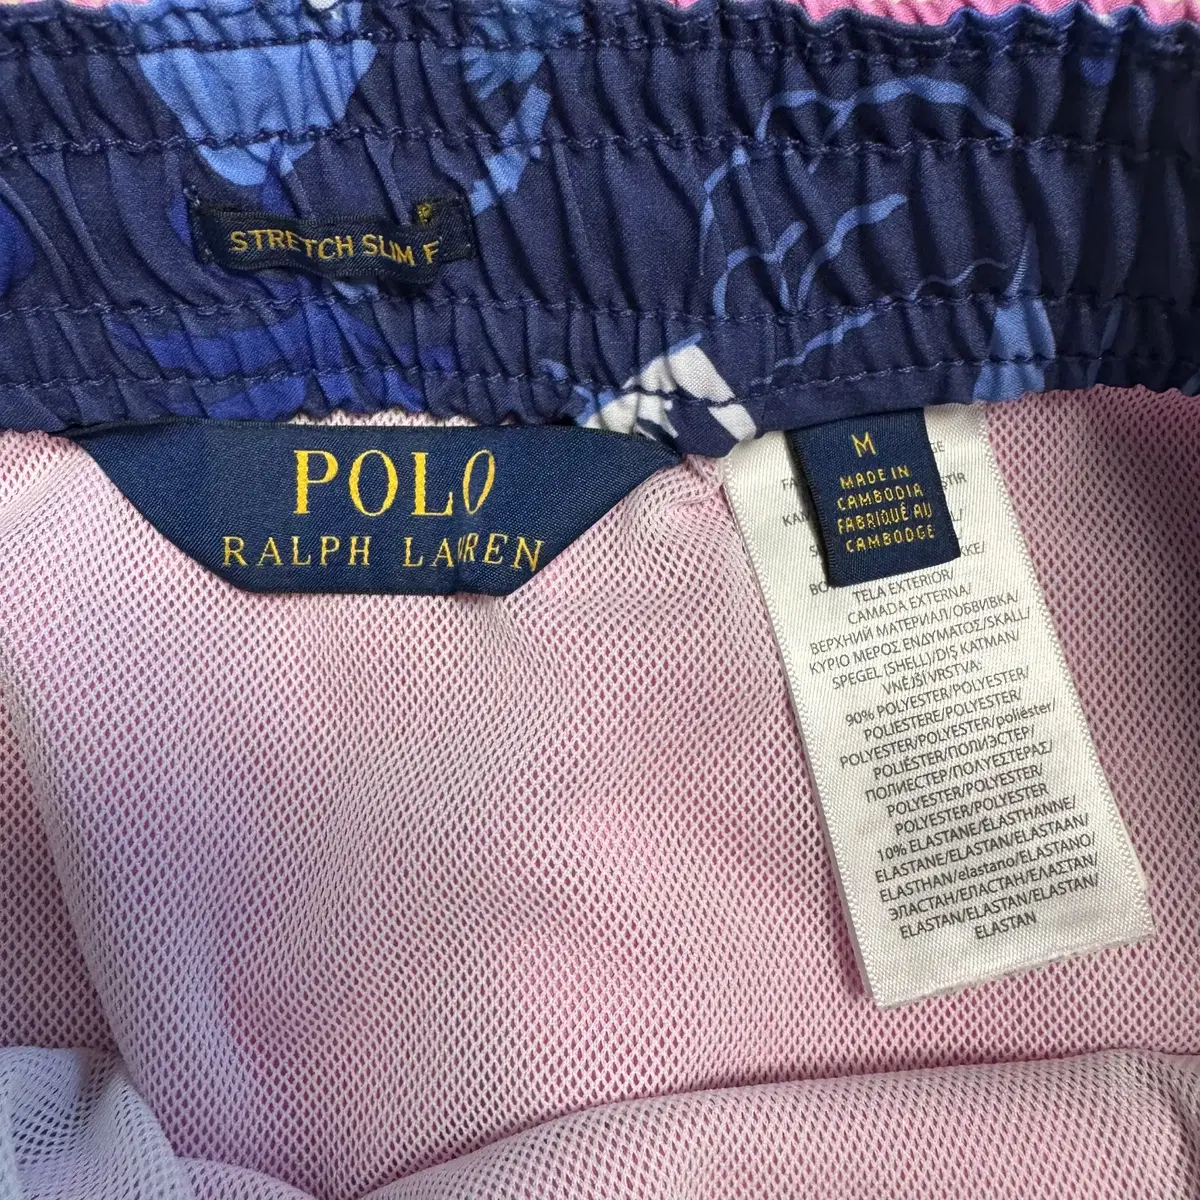 STRETCH SLIM F
POLO
RALPH LAUREN
M
MADE IN
CAMBODIA
FABRIQUÉ AU
CAMBODGE
TELA EXTERIOR/
CAMADA EXTERNA/
ВЕРХНИЙ МАТЕРИАЛ/ОБВИВКА/
ΚΥΡΙΟ ΜΕΡΟΣ ΕΝΔΥΜΑΤΟΣ/SKALL/
SPEGEL (SHELL)/DIŞ KATMAN/
VNĚJŠÍ VRSTVA:
90% POLYESTER/POLYESTER/
POLIESTERE/POLYESTER/
POLYESTER/POLYESTER/poliéster/
POLIÉSTER/ПОЛИЭСТЕР/
ПОЛИЕСТЕР/ΠΟΛΥΕΣΤΕΡΑΣ/
POLYESTER/POLYESTER/
POLYESTER/POLYESTER
10% ELASTANE/ÉLASTHANNE/
ELASTANE/ELASTAN/ELASTAAN/
ELASTHAN/elastano/ELASTANO/
ЭЛАСТАН/ЕЛАСТАН/ΕΛΑΣΤΑΝ/
ELASTAN/ELASTAN/ELASTAN/
ELASTAN